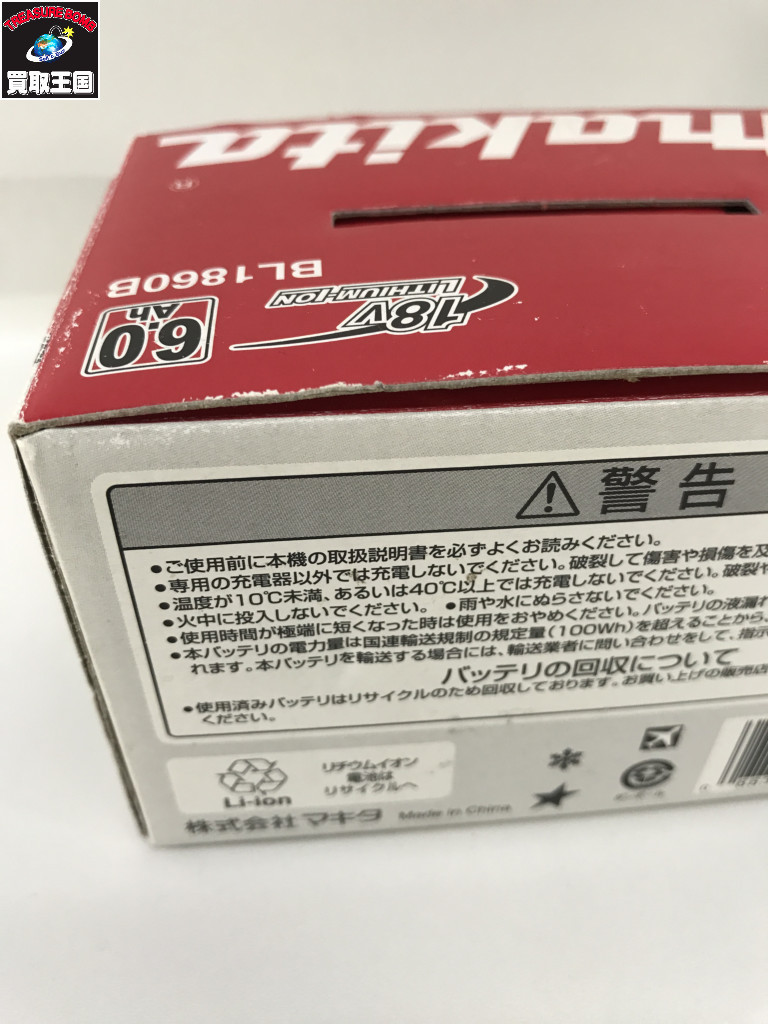 TREASURE BOMB
買取王国
makita
®
BL1860B
18V
LITHIUM-ION
6.0
Ah
警告
●ご使用前に本機の取扱説明書を必ずよくお読みください。
●専用の充電器以外では充電しないでください。破裂して傷害や損傷を及
●温度が10℃未満、あるいは40℃以上では充電しないでください。破裂や
●火中に投入しないでください。 ●雨や水にぬらさないでください。
●使用時間が極端に短くなった時は使用をおやめください。バッテリの液漏れ
●本バッテリの電力量は国連輸送規制の規定量(100Wh)を超えることから、
れます。本バッテリを輸送する場合には、輸送業者に問い合わせをして、指示
バッテリの回収について
●使用済みバッテリはリサイクルのため回収しております。お買い上げの販売店
ください。
リチウムイオン
電池は
リサイクルへ
Li-ion
株式会社マキタ Made in China